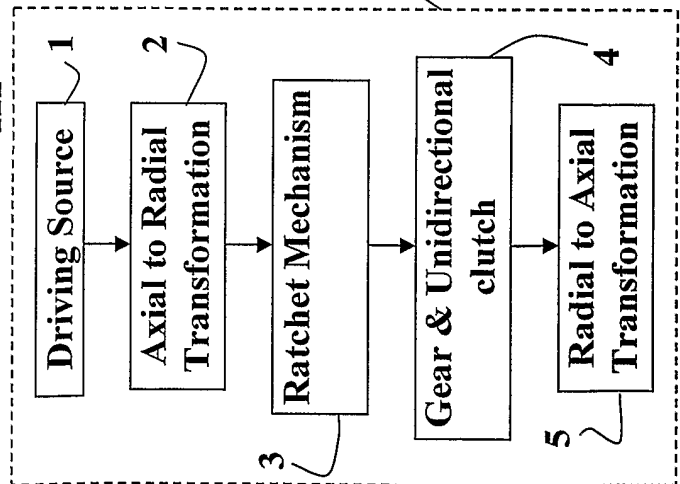 1
Driving Source
2
Axial to Radial
Transformation
3
Ratchet Mechanism
4
Gear & Unidirectional
clutch
5
Radial to Axial
Transformation